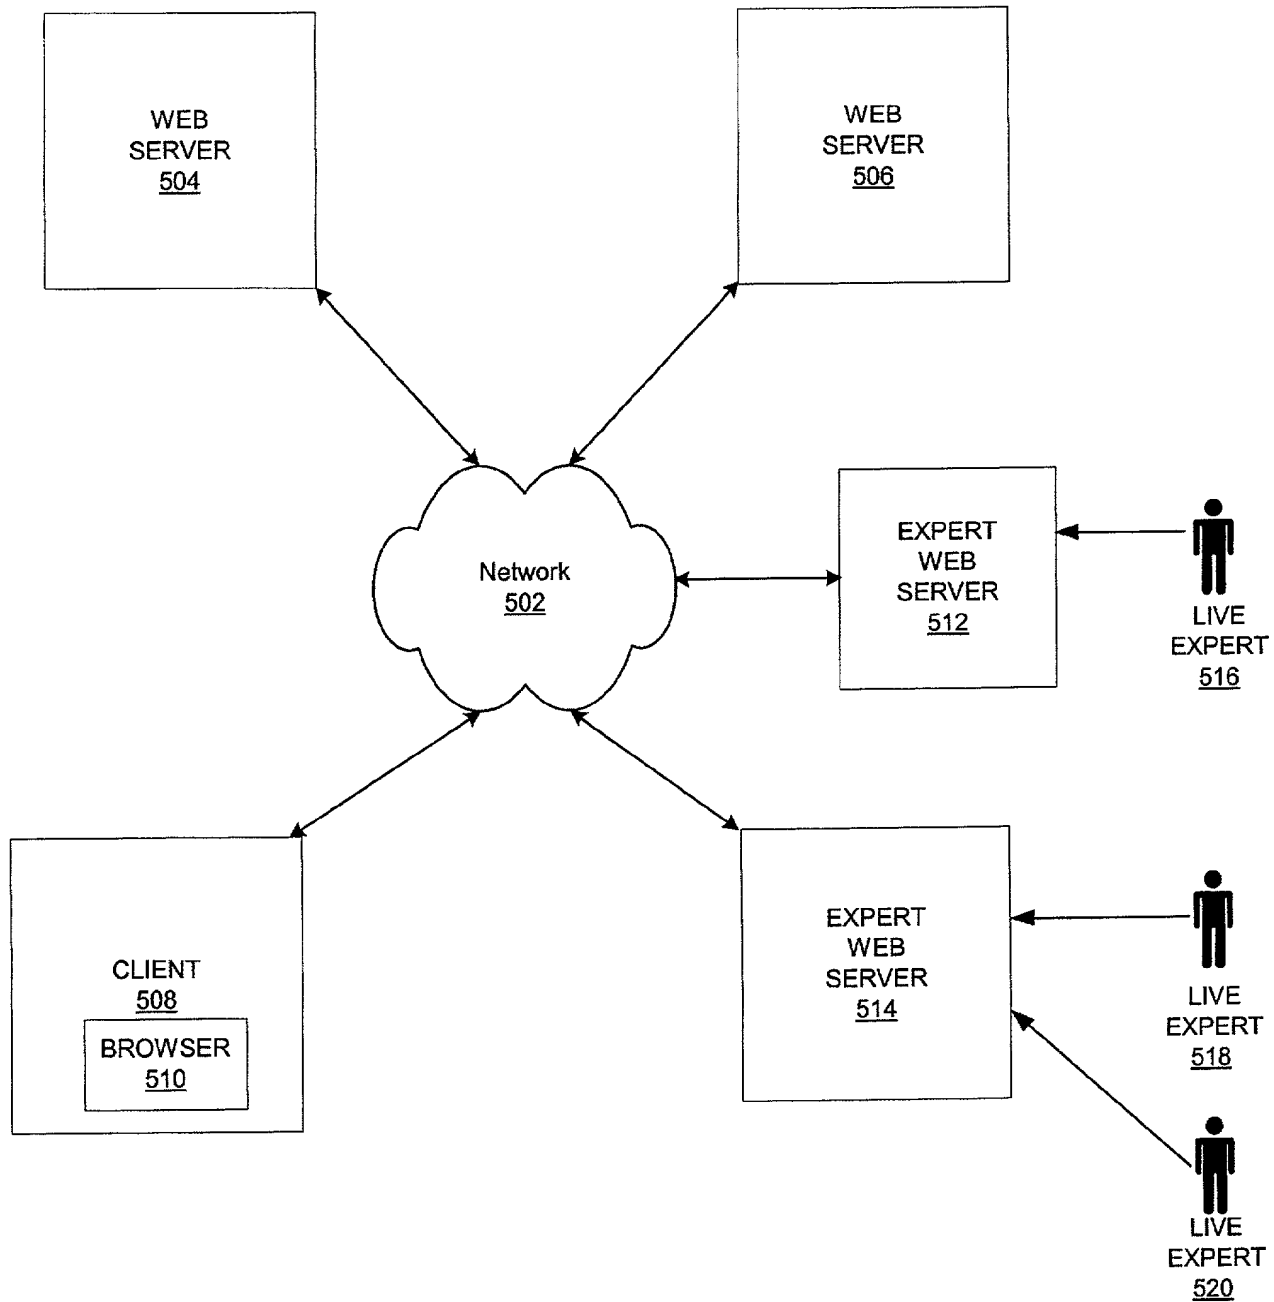 WEB
SERVER
504
WEB
SERVER
506
Network
502
EXPERT
WEB
SERVER
512
LIVE
EXPERT
516
CLIENT
508
BROWSER
510
EXPERT
WEB
SERVER
514
LIVE
EXPERT
518
LIVE
EXPERT
520